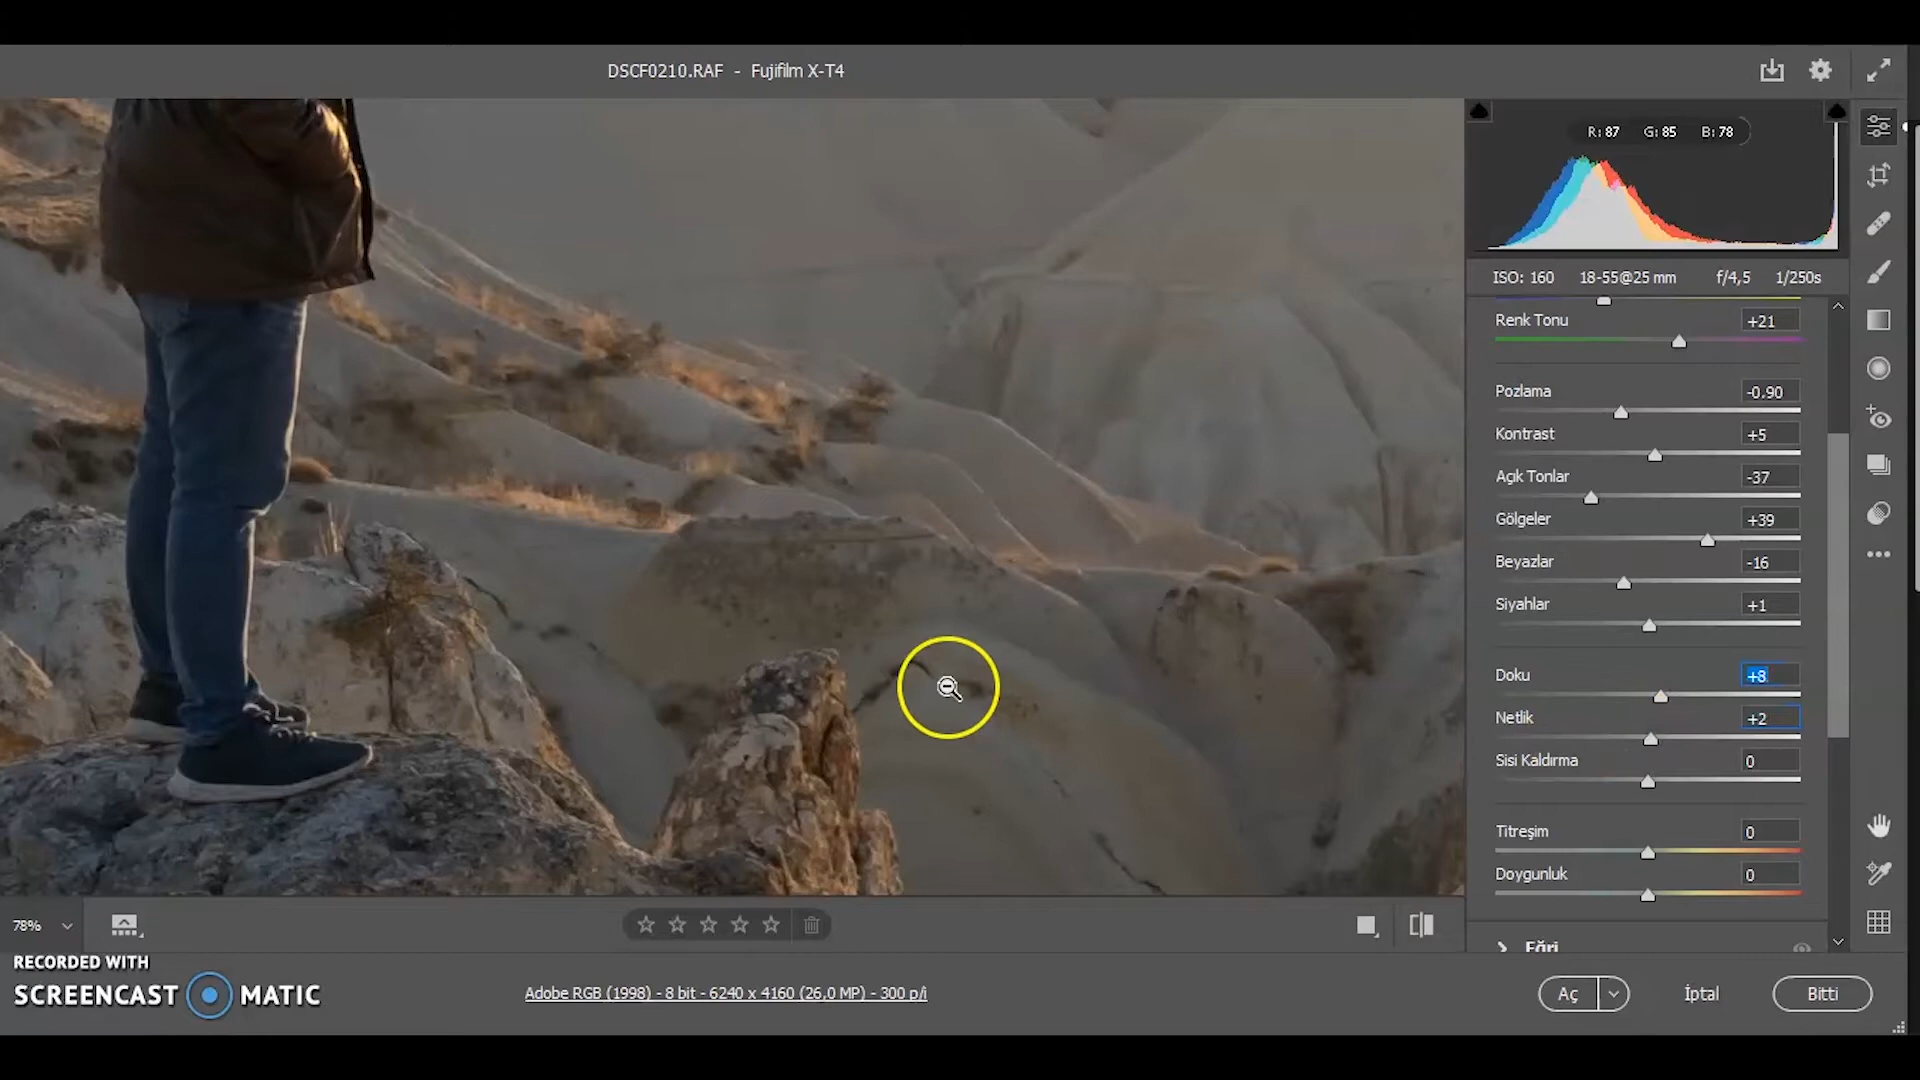 DSCF0210.RAF - Fujifilm X-T4
R: 87 G: 85 B: 78
ISO: 160 18-55@25 mm f/4,5 1/250s
Renk Tonu +21
Pozlama -0.90
Kontrast +5
Açık Tonlar -37
Gölgeler +39
Beyazlar -16
Siyahlar +1
Doku +8
Netlik +2
Sisi Kaldırma 0
Titreşim 0
Doygunluk 0
Eğri
78%
RECORDED WITH
SCREENCAST MATIC
Adobe RGB (1998) - 8 bit - 6240 x 4160 (26,0 MP) - 300 p/i
Aç İptal Bitti